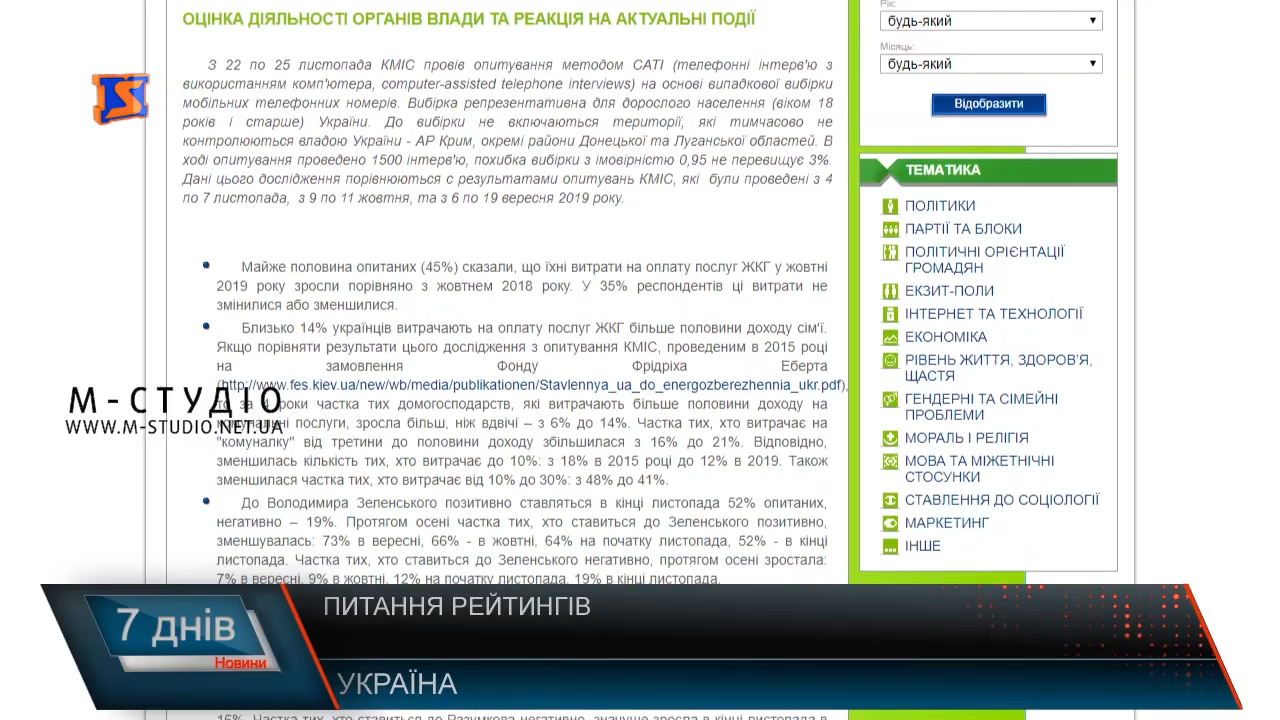 ОЦІНКА ДІЯЛЬНОСТІ ОРГАНІВ ВЛАДИ ТА РЕАКЦІЯ НА АКТУАЛЬНІ ПОДІЇ
З 22 по 25 листопада КМІС провів опитування методом CATI (телефонні інтерв'ю з
використанням комп'ютера, computer-assisted telephone interviews) на основі випадкової вибірки
мобільних телефонних номерів. Вибірка репрезентативна для дорослого населення (віком 18
років і старше) України. До вибірки не включаються території, які тимчасово не
контролюються владою України - АР Крим, окремі райони Донецької та Луганської областей. В
ході опитування проведено 1500 інтерв'ю, похибка вибірки з імовірністю 0,95 не перевищує 3%.
Дані цього дослідження порівнюються с результатами опитувань КМІС, які були проведені з 4
по 7 листопада, з 9 по 11 жовтня, та з 6 по 19 вересня 2019 року.
Майже половина опитаних (45%) сказали, що їхні витрати на оплату послуг ЖКГ у жовтні
2019 року зросли порівняно з жовтнем 2018 року. У 35% респондентів ці витрати не
змінилися або зменшилися.
Близько 14% українців витрачають на оплату послуг ЖКГ більше половини доходу сім'ї.
Якщо порівняти результати цього дослідження з опитування КМІС, проведеним в 2015 році
на замовлення Фонду Фрідріха Еберта
(http://www.fes.kiev.ua/new/wb/media/publikationen/Stavlennya_ua_do_energozberezhennia_ukr.pdf),
то за 4 роки частка тих домогосподарств, які витрачають більше половини доходу на
комунальні послуги, зросла більш, ніж вдвічі – з 6% до 14%. Частка тих, хто витрачає на
"комуналку" від третини до половини доходу збільшилася з 16% до 21%. Відповідно,
зменшилась кількість тих, хто витрачає до 10%: з 18% в 2015 році до 12% в 2019. Також
зменшилася частка тих, хто витрачає від 10% до 30%: з 48% до 41%.
До Володимира Зеленського позитивно ставляться в кінці листопада 52% опитаних,
негативно – 19%. Протягом осені частка тих, хто ставиться до Зеленського позитивно,
зменшувалась: 73% в вересні, 66% - в жовтні, 64% на початку листопада, 52% - в кінці
листопада. Частка тих, хто ставиться до Зеленського негативно, протягом осені зростала:
7% в вересні, 9% в жовтні, 12% на початку листопада, 19% в кінці листопада.
Рік:
будь-який
Місяць:
будь-який
Відобразити
ТЕМАТИКА
ПОЛІТИКИ
ПАРТІЇ ТА БЛОКИ
ПОЛІТИЧНІ ОРІЄНТАЦІЇ
ГРОМАДЯН
ЕКЗИТ-ПОЛИ
ІНТЕРНЕТ ТА ТЕХНОЛОГІЇ
ЕКОНОМІКА
РІВЕНЬ ЖИТТЯ, ЗДОРОВ'Я,
ЩАСТЯ
ГЕНДЕРНІ ТА СІМЕЙНІ
ПРОБЛЕМИ
МОРАЛЬ І РЕЛІГІЯ
МОВА ТА МІЖЕТНІЧНІ
СТОСУНКИ
СТАВЛЕННЯ ДО СОЦІОЛОГІЇ
МАРКЕТИНГ
ІНШЕ
М-СТУДІО
WWW.M-STUDIO.NET.UA
7 днів
Новини
ПИТАННЯ РЕЙТИНГІВ
УКРАЇНА
16%. Частка тих, хто ставиться до Разумкова негативно, значуще зросла в кінці листопада в